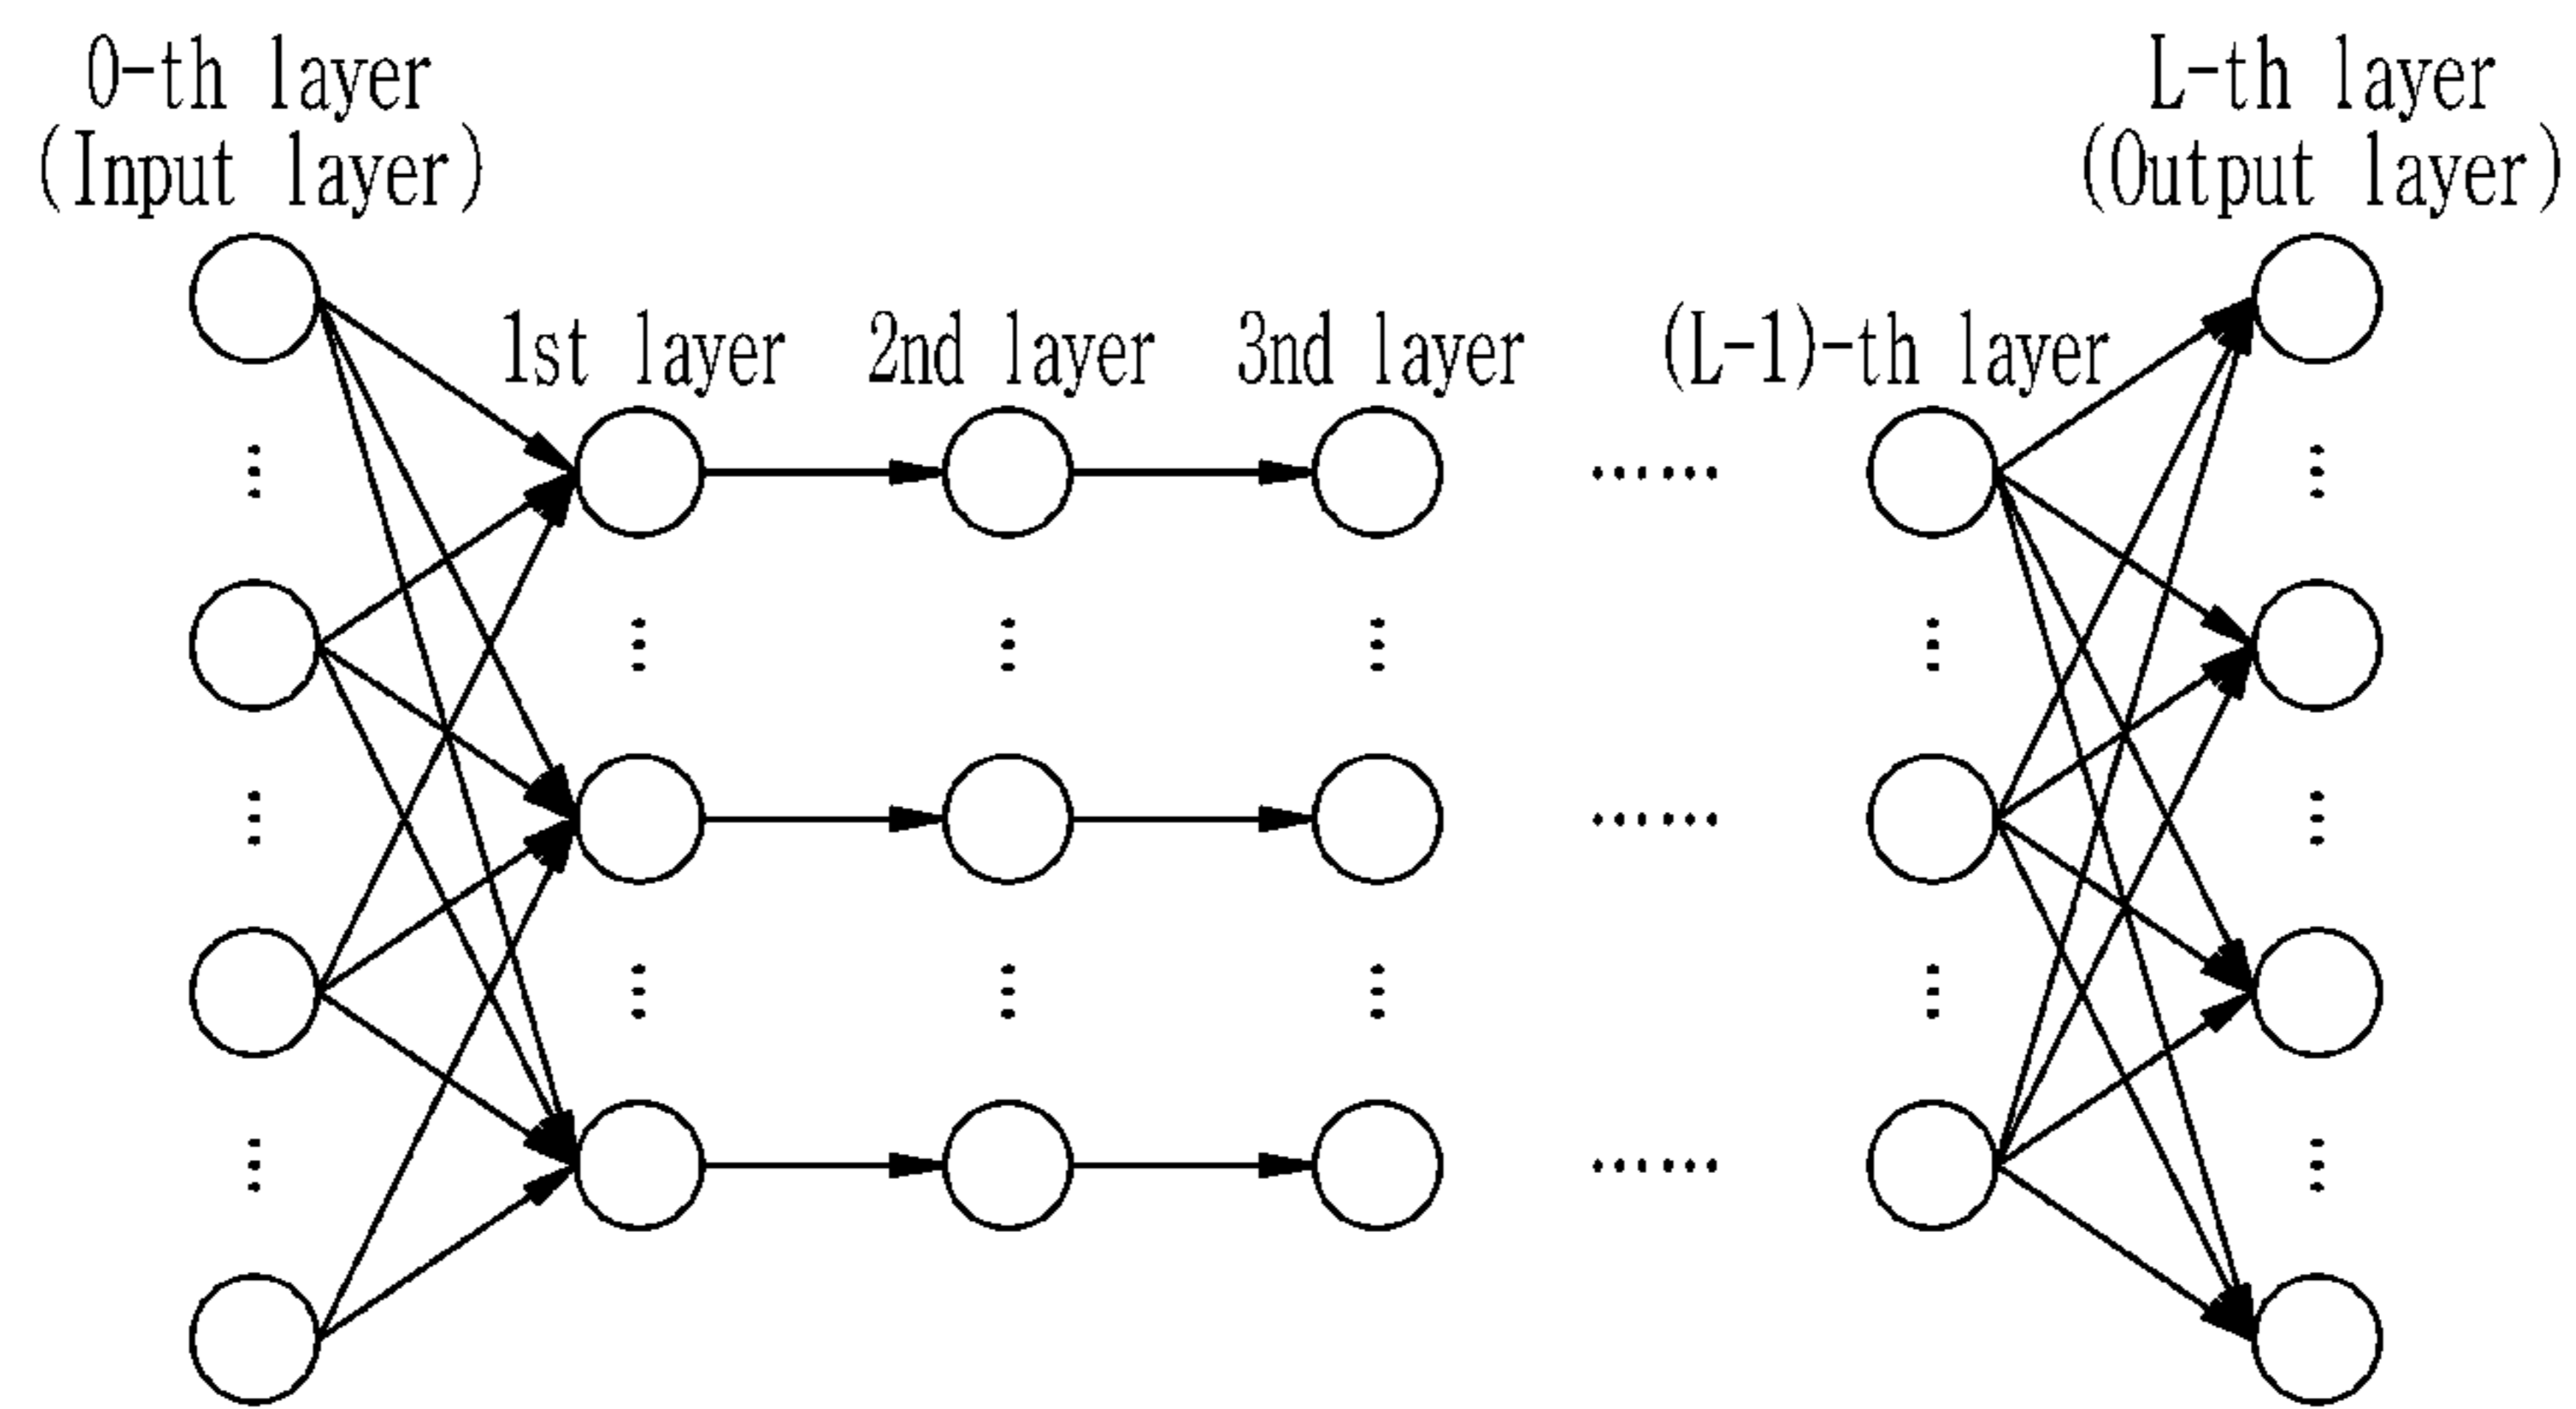 0-th layer
(Input layer)
L-th layer
(Output layer)
1st layer
2nd layer
3nd layer
(L-1)-th layer